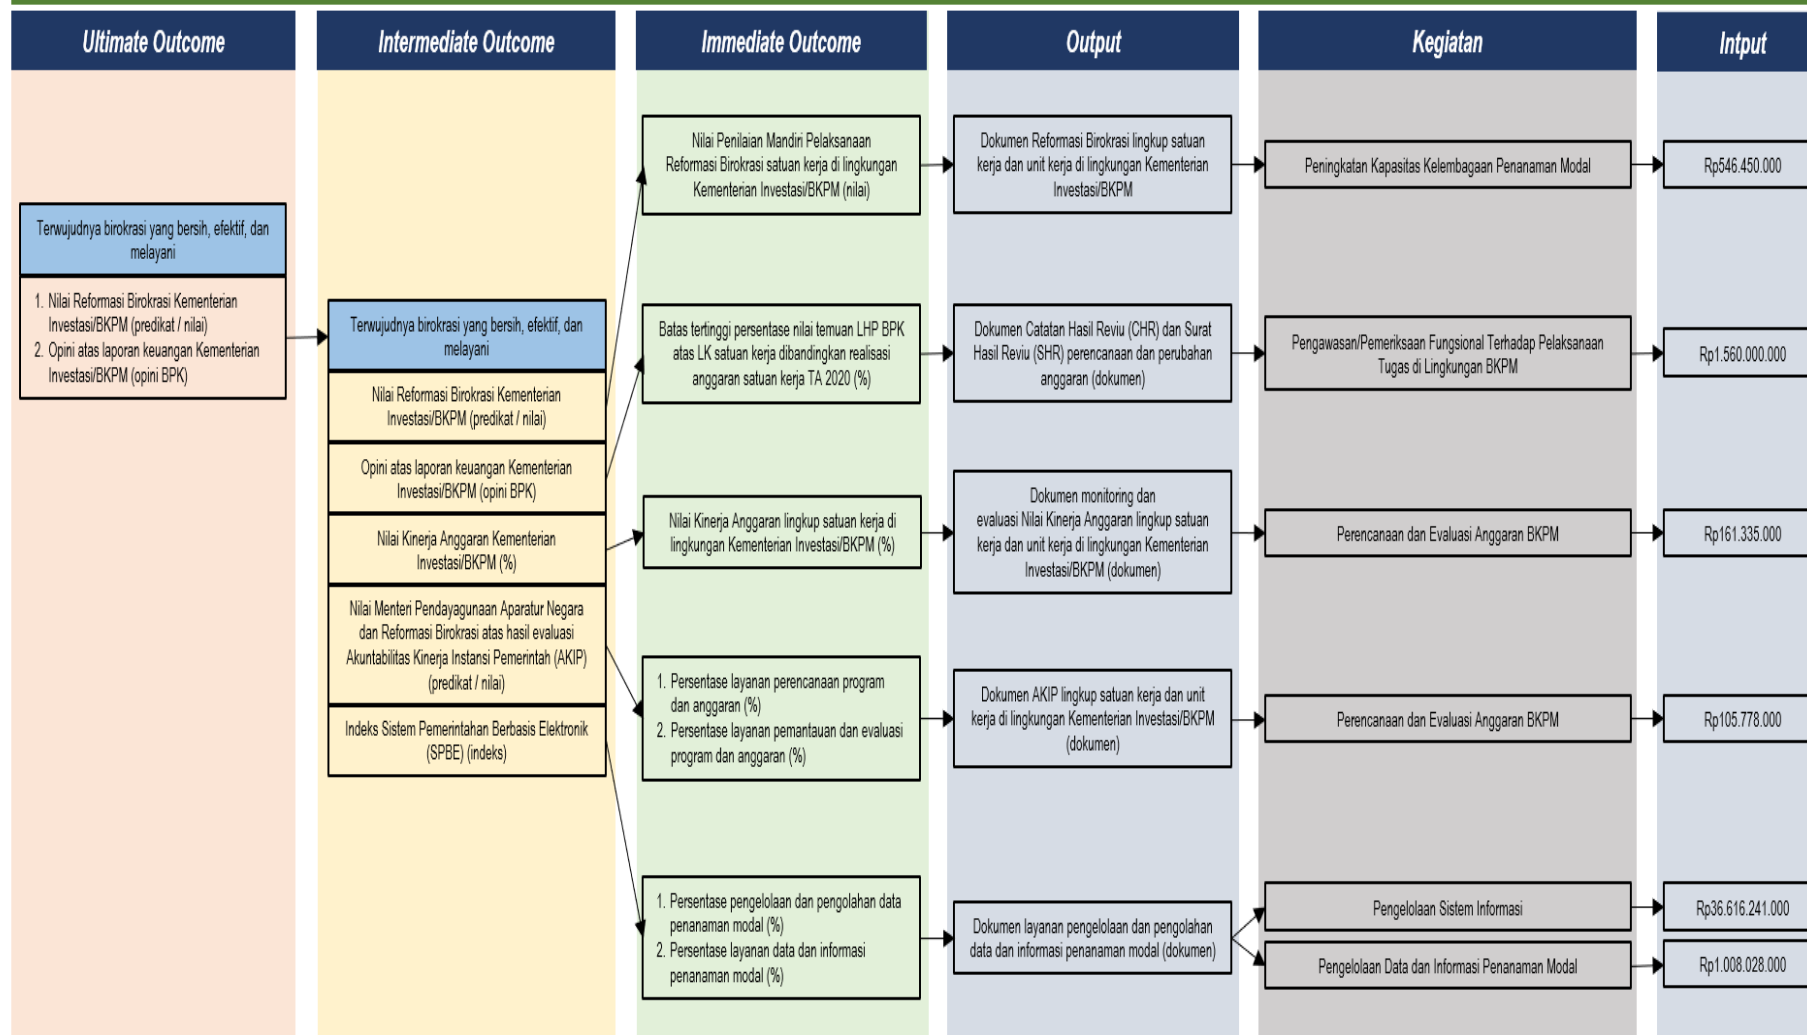 Ultimate Outcome
Intermediate Outcome
Immediate Outcome
Output
Kegiatan
Intput
Terwujudnya birokrasi yang bersih, efektif, dan
melayani
1. Nilai Reformasi Birokrasi Kementerian
Investasi/BKPM (predikat / nilai)
2. Opini atas laporan keuangan Kementerian
Investasi/BKPM (opini BPK)
Terwujudnya birokrasi yang bersih, efektif, dan
melayani
Nilai Reformasi Birokrasi Kementerian
Investasi/BKPM (predikat / nilai)
Opini atas laporan keuangan Kementerian
Investasi/BKPM (opini BPK)
Nilai Kinerja Anggaran Kementerian
Investasi/BKPM (%)
Nilai Menteri Pendayagunaan Aparatur Negara
dan Reformasi Birokrasi atas hasil evaluasi
Akuntabilitas Kinerja Instansi Pemerintah (AKIP)
(predikat / nilai)
Indeks Sistem Pemerintahan Berbasis Elektronik
(SPBE) (indeks)
Nilai Penilaian Mandiri Pelaksanaan
Reformasi Birokrasi satuan kerja di lingkungan
Kementerian Investasi/BKPM (nilai)
Batas tertinggi persentase nilai temuan LHP BPK
atas LK satuan kerja dibandingkan realisasi
anggaran satuan kerja TA 2020 (%)
Nilai Kinerja Anggaran lingkup satuan kerja di
lingkungan Kementerian Investasi/BKPM (%)
1. Persentase layanan perencanaan program
dan anggaran (%)
2. Persentase layanan pemantauan dan evaluasi
program dan anggaran (%)
1. Persentase pengelolaan dan pengolahan data
penanaman modal (%)
2. Persentase layanan data dan informasi
penanaman modal (%)
Dokumen Reformasi Birokrasi lingkup satuan
kerja dan unit kerja di lingkungan Kementerian
Investasi/BKPM
Dokumen Catatan Hasil Reviu (CHR) dan Surat
Hasil Reviu (SHR) perencanaan dan perubahan
anggaran (dokumen)
Dokumen monitoring dan
evaluasi Nilai Kinerja Anggaran lingkup satuan
kerja dan unit kerja di lingkungan Kementerian
Investasi/BKPM (dokumen)
Dokumen AKIP lingkup satuan kerja dan unit
kerja di lingkungan Kementerian Investasi/BKPM
(dokumen)
Dokumen layanan pengelolaan dan pengolahan
data dan informasi penanaman modal (dokumen)
Peningkatan Kapasitas Kelembagaan Penanaman Modal
Pengawasan/Pemeriksaan Fungsional Terhadap Pelaksanaan
Tugas di Lingkungan BKPM
Perencanaan dan Evaluasi Anggaran BKPM
Perencanaan dan Evaluasi Anggaran BKPM
Pengelolaan Sistem Informasi
Pengelolaan Data dan Informasi Penanaman Modal
Rp546.450.000
Rp1.560.000.000
Rp161.335.000
Rp105.778.000
Rp36.616.241.000
Rp1.008.028.000